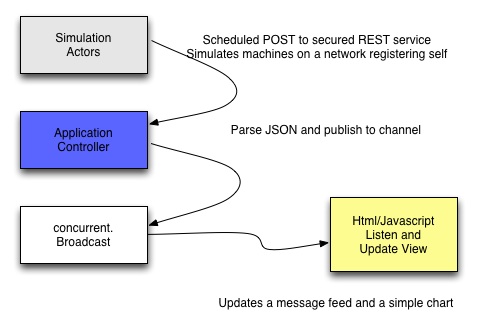 Simulation
Actors
Scheduled POST to secured REST service
Simulates machines on a network registering self
Application
Controller
Parse JSON and publish to channel
concurrent.
Broadcast
Html/Javascript
Listen and
Update View
Updates a message feed and a simple chart